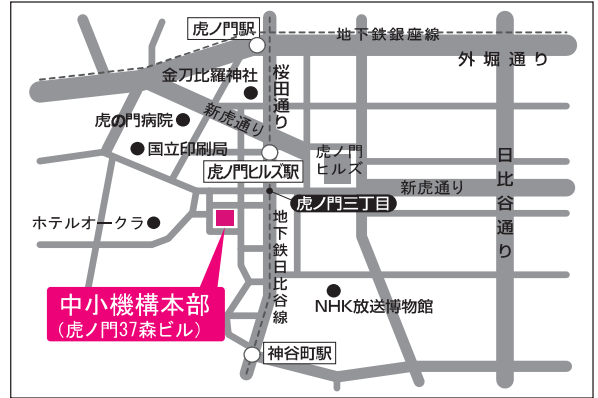 虎ノ門駅
地下鉄銀座線
外堀通り
金刀比羅神社
桜田通り
虎の門病院
新虎通り
国立印刷局
虎ノ門
ヒルズ
虎ノ門ヒルズ駅
日比谷通り
新虎通り
虎ノ門三丁目
ホテルオークラ
地下鉄日比谷線
中小機構本部
(虎ノ門37森ビル)
NHK放送博物館
神谷町駅